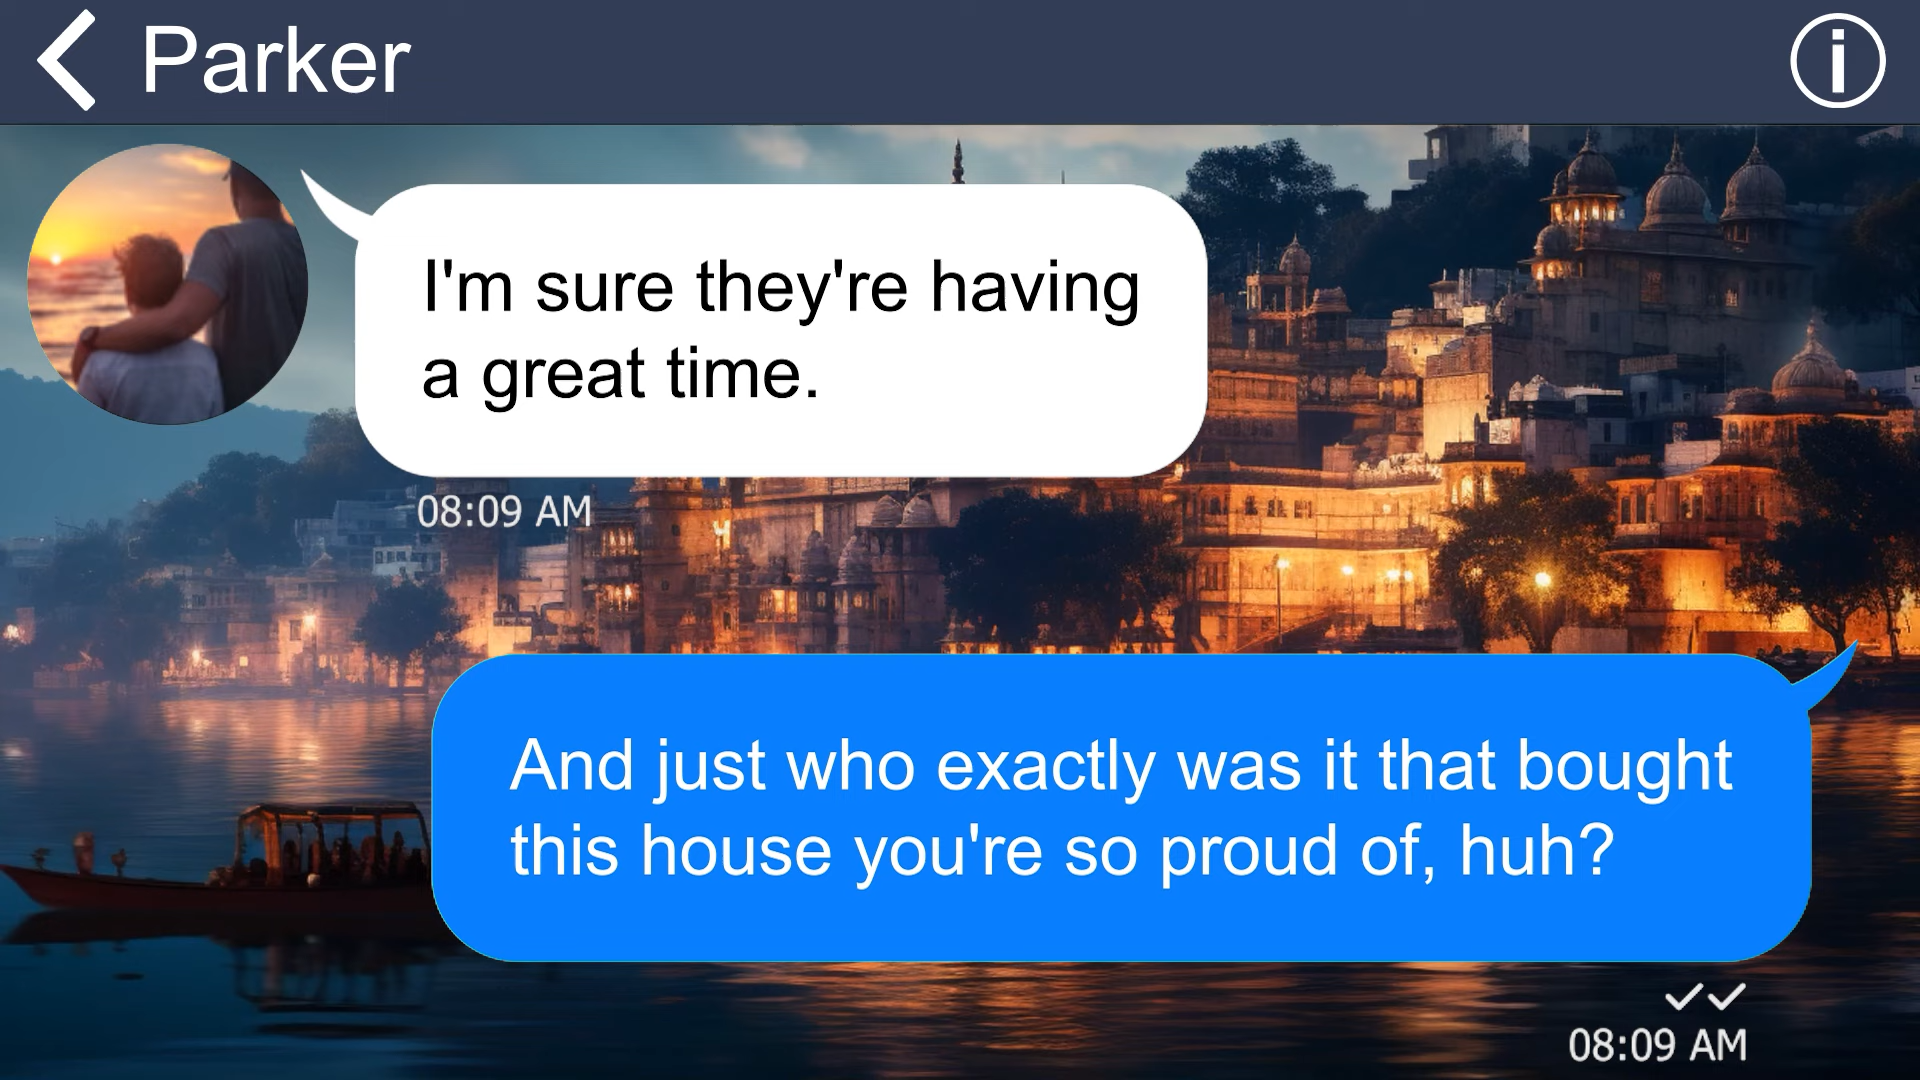 Parker
I'm sure they're having
a great time.
08:09 AM
And just who exactly was it that bought
this house you're so proud of, huh?
08:09 AM